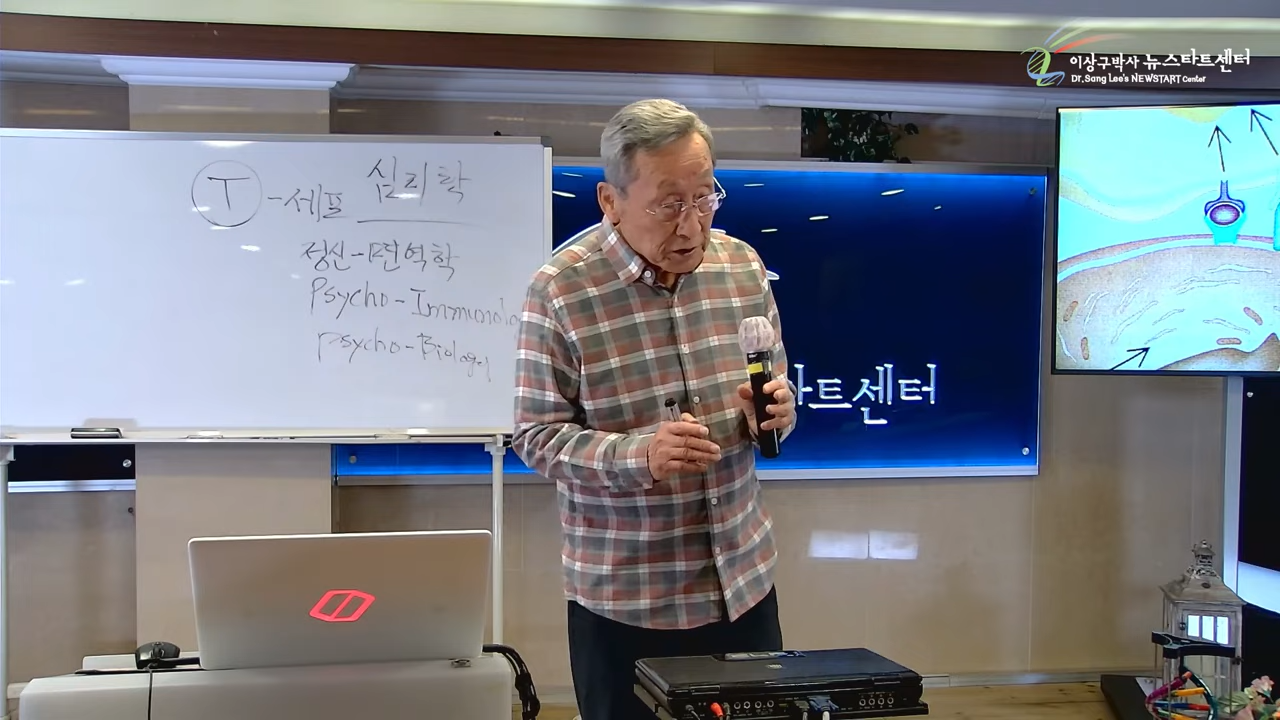 이상구박사 뉴스타트센터
Dr. Sang Lee's NEWSTART Center
심리학
T - 세포
정신-면역학
Psycho - Immunolo
psycho - Biology
타트센터